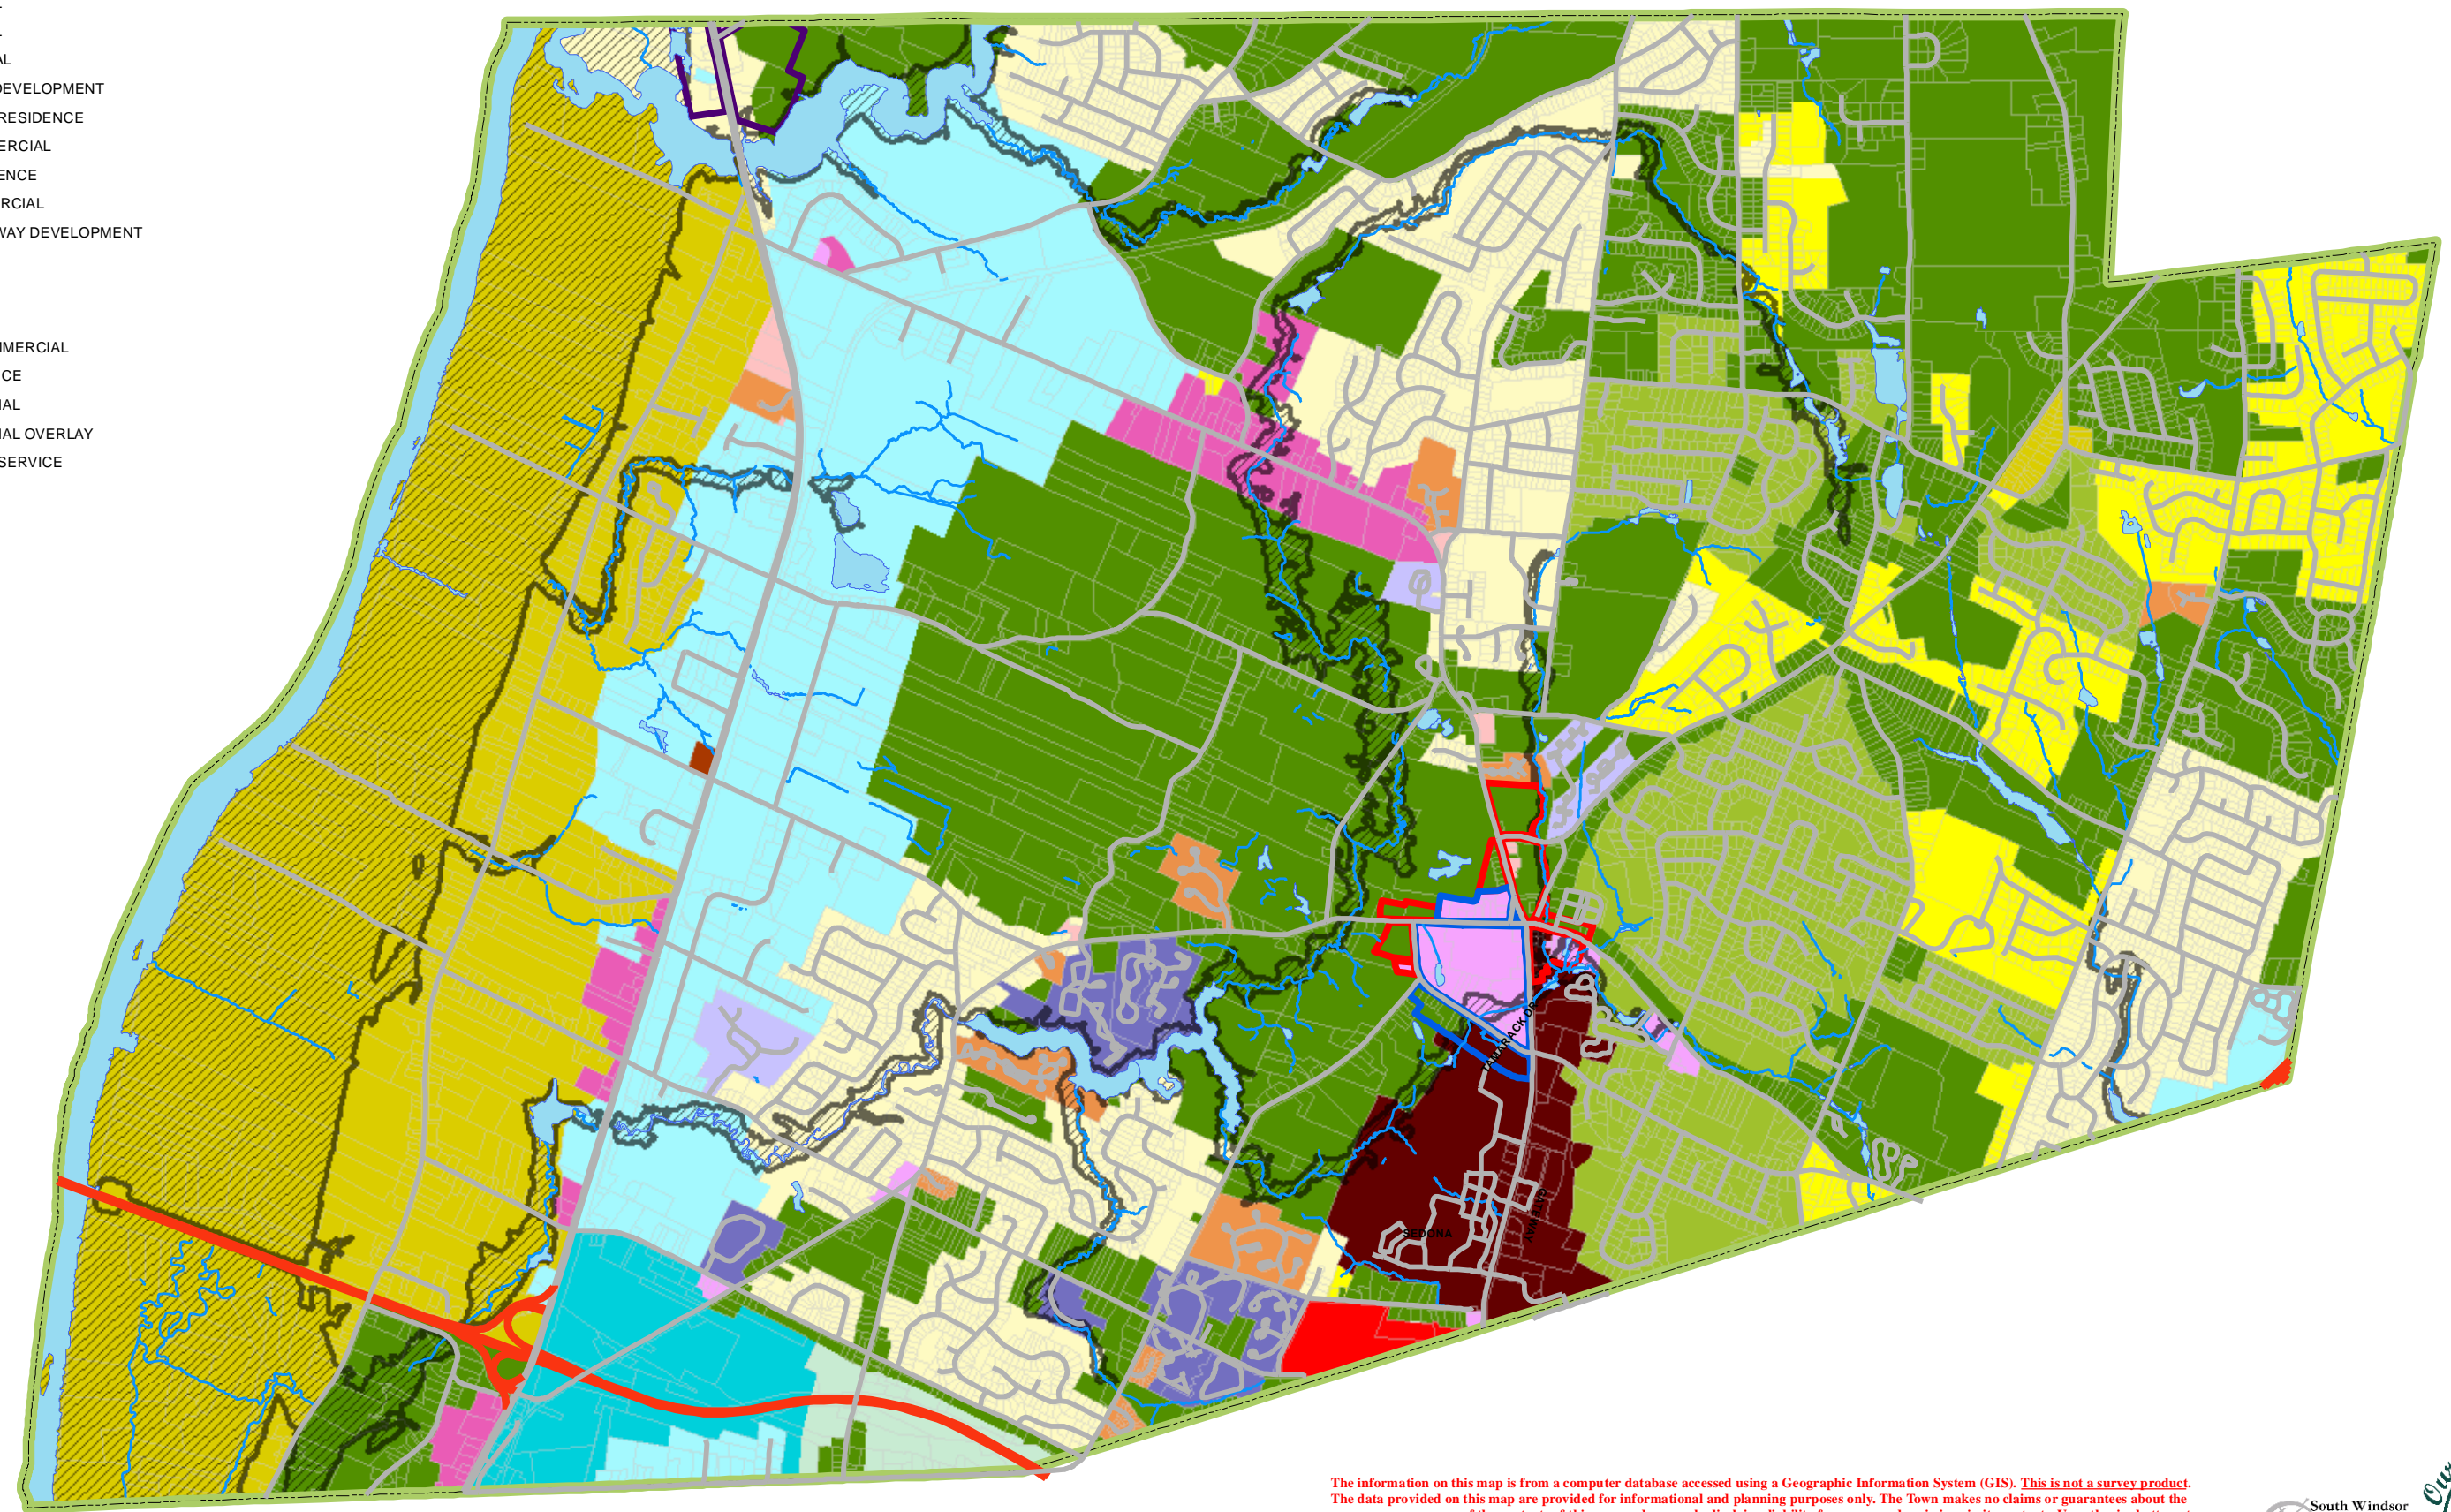 AL
DEVELOPMENT
RESIDENCE
ERCIAL
ENCE
RCIAL
WAY DEVELOPMENT
MMERCIAL
CE
IAL
IAL OVERLAY
SERVICE
TAMARACK DR
SEDONA
The information on this map is from a computer database accessed using a Geographic Information System (GIS). This is not a survey product.
The data provided on this map are provided for informational and planning purposes only. The Town makes no claims or guarantees about the
South Windsor